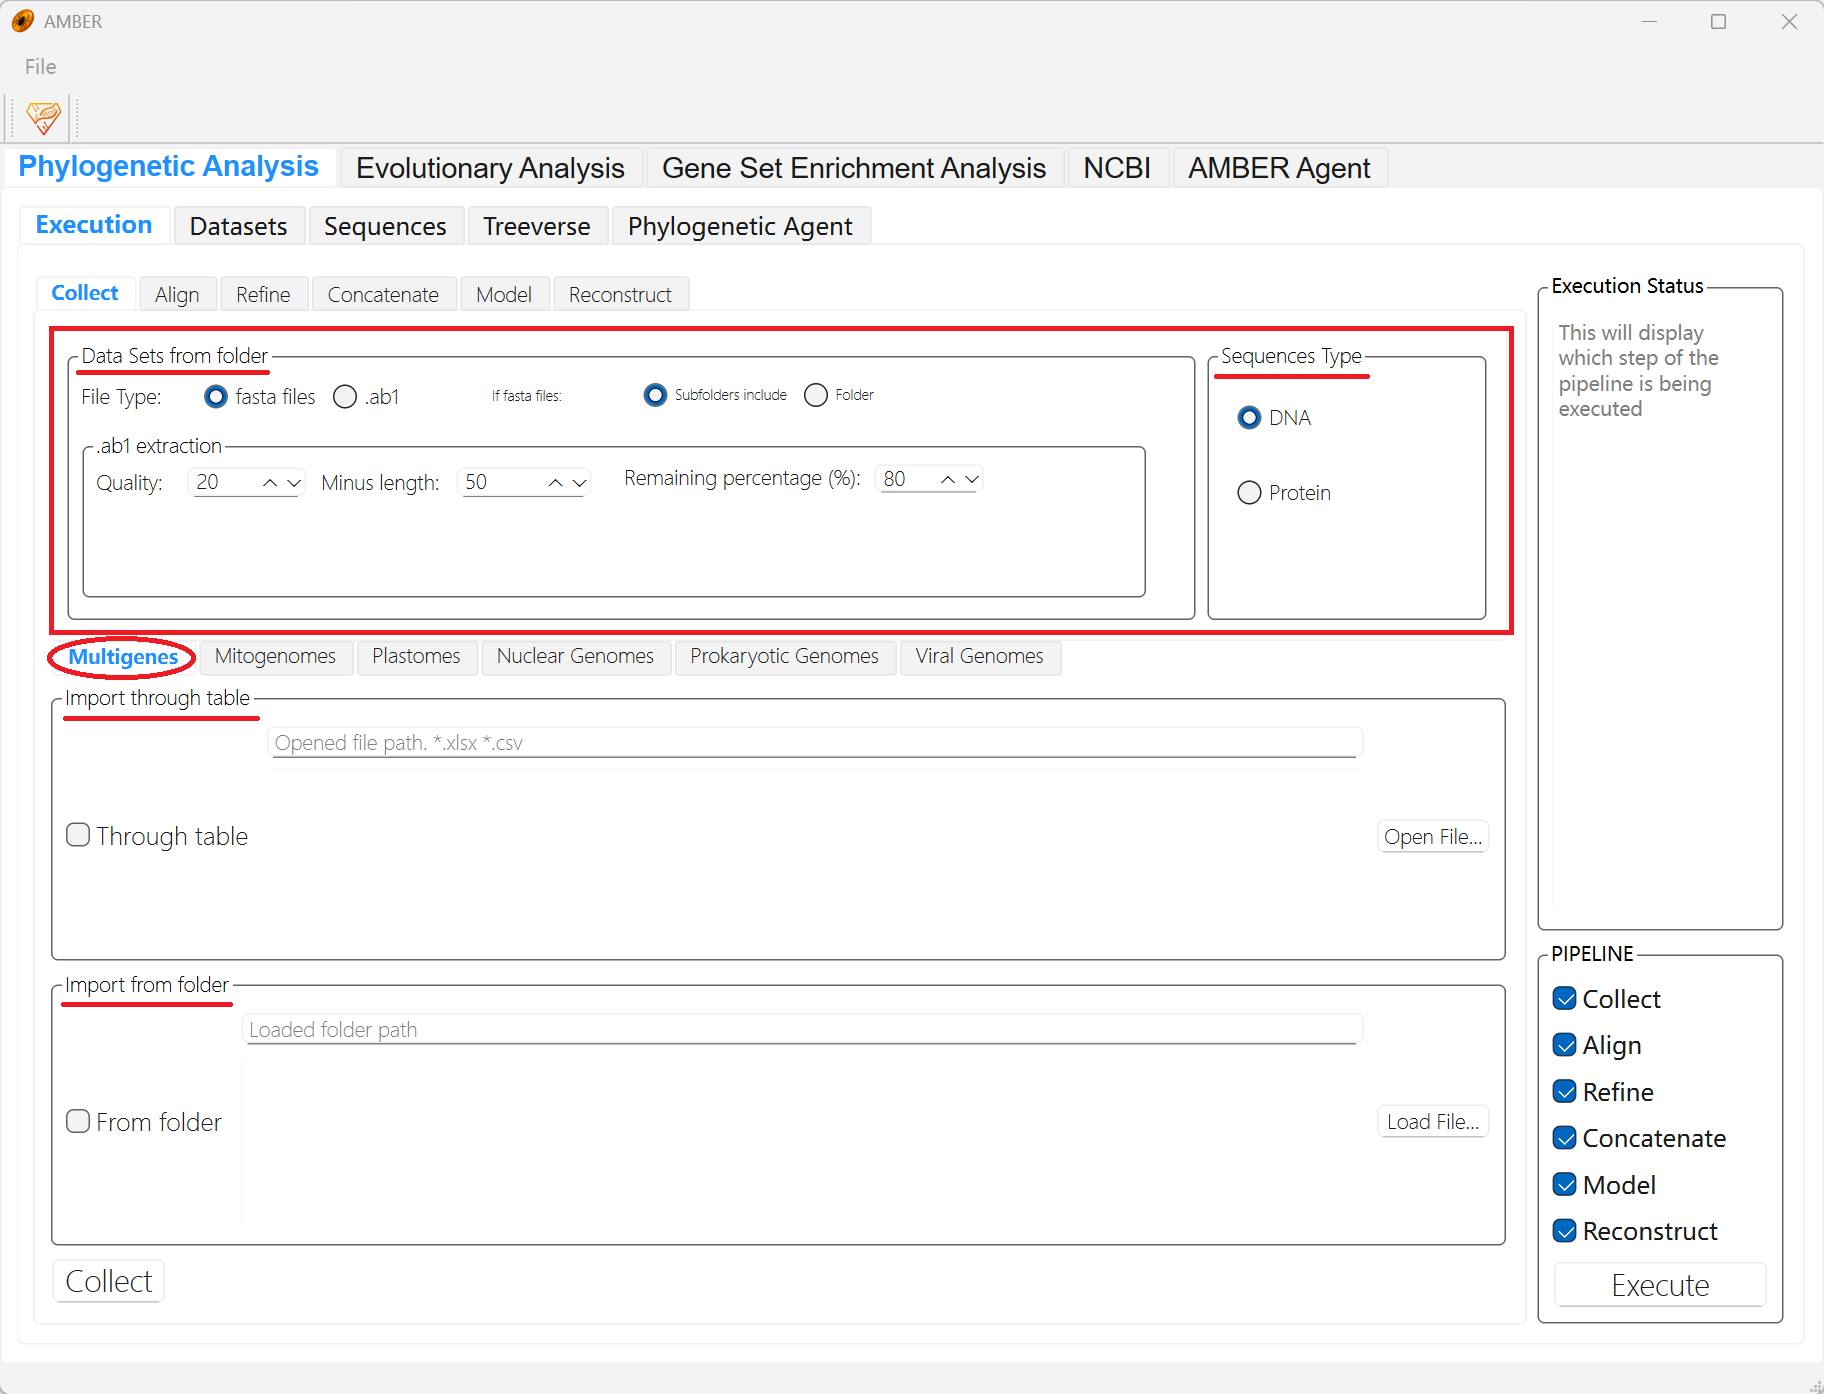 AMBER
File
Phylogenetic Analysis Evolutionary Analysis Gene Set Enrichment Analysis NCBI AMBER Agent
Execution Datasets Sequences Treeverse Phylogenetic Agent
Collect Align Refine Concatenate Model Reconstruct
Data Sets from folder
File Type: fasta files .ab1 If fasta files: Subfolders include Folder
.ab1 extraction
Quality: 20 Minus length: 50 Remaining percentage (%): 80
Sequences Type
DNA
Protein
Multigenes Mitogenomes Plastomes Nuclear Genomes Prokaryotic Genomes Viral Genomes
Import through table
Opened file path. *.xlsx *.csv
Through table
Open File...
Import from folder
Loaded folder path
From folder
Load File...
Collect
Execution Status
This will display
which step of the
pipeline is being
executed
PIPELINE
Collect
Align
Refine
Concatenate
Model
Reconstruct
Execute